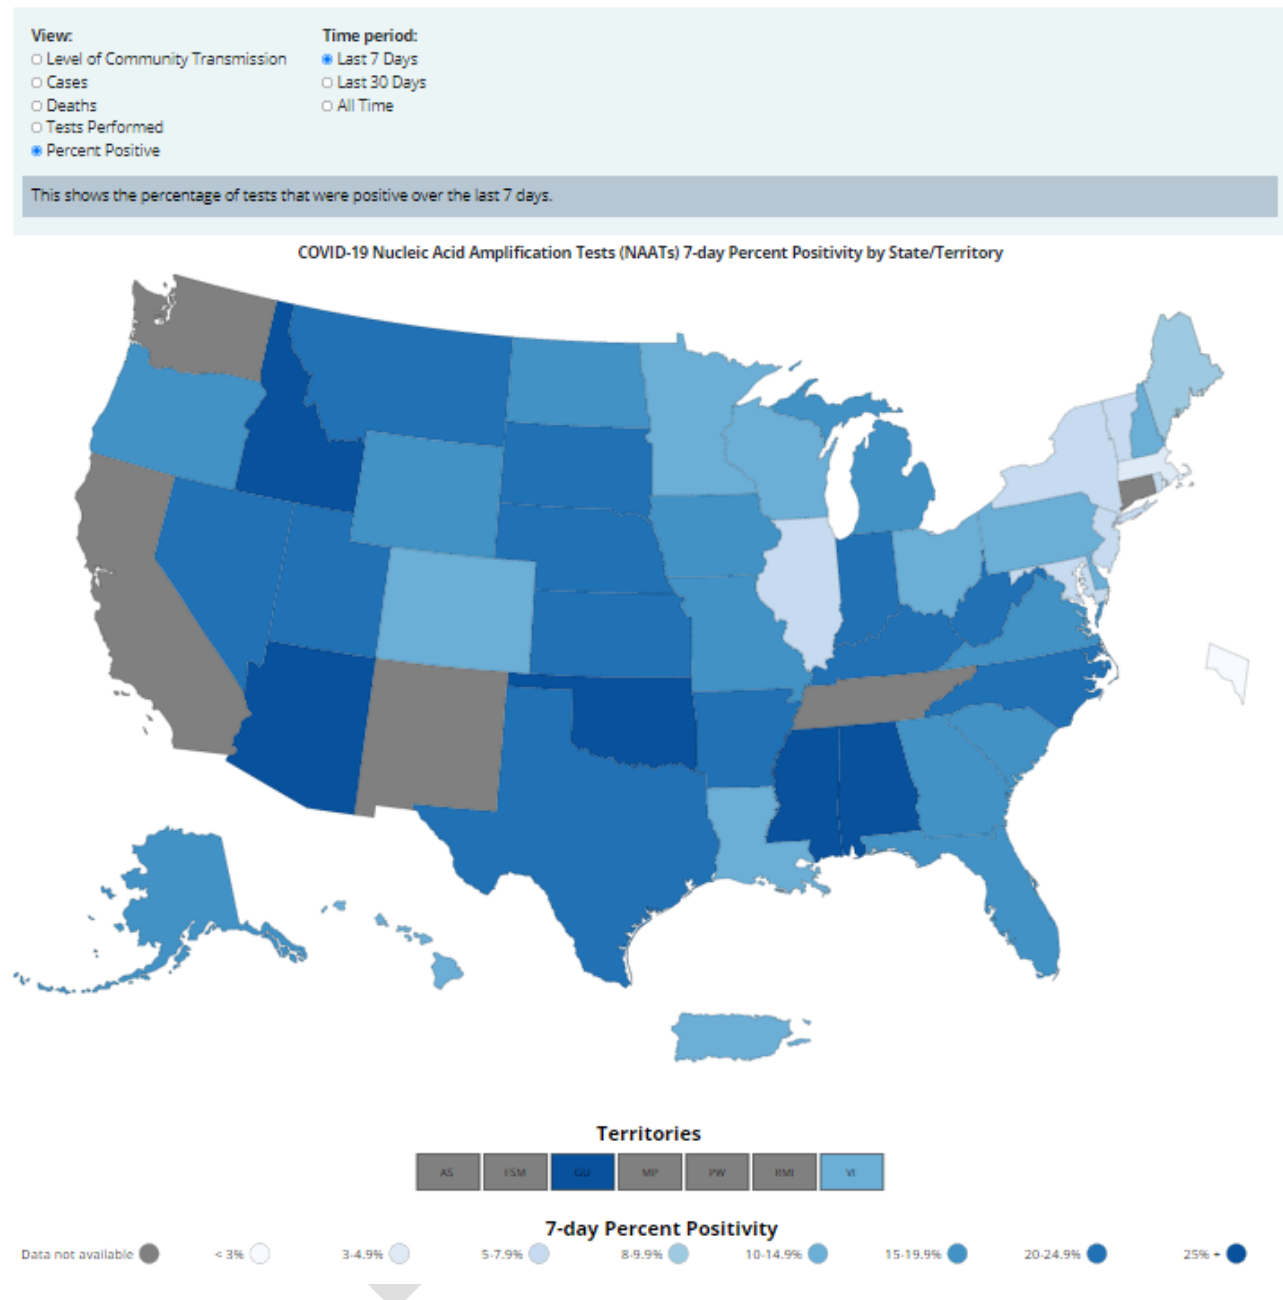 View:
Level of Community Transmission
Cases
Deaths
Tests Performed
Percent Positive
Time period:
Last 7 Days
Last 30 Days
All Time
This shows the percentage of tests that were positive over the last 7 days.
COVID-19 Nucleic Acid Amplification Tests (NAATs) 7-day Percent Positivity by State/Territory
Territories
AS FSM GU MP PW RMI VI
7-day Percent Positivity
Data not available < 3% 3-4.9% 5-7.9% 8-9.9% 10-14.9% 15-19.9% 20-24.9% 25% +